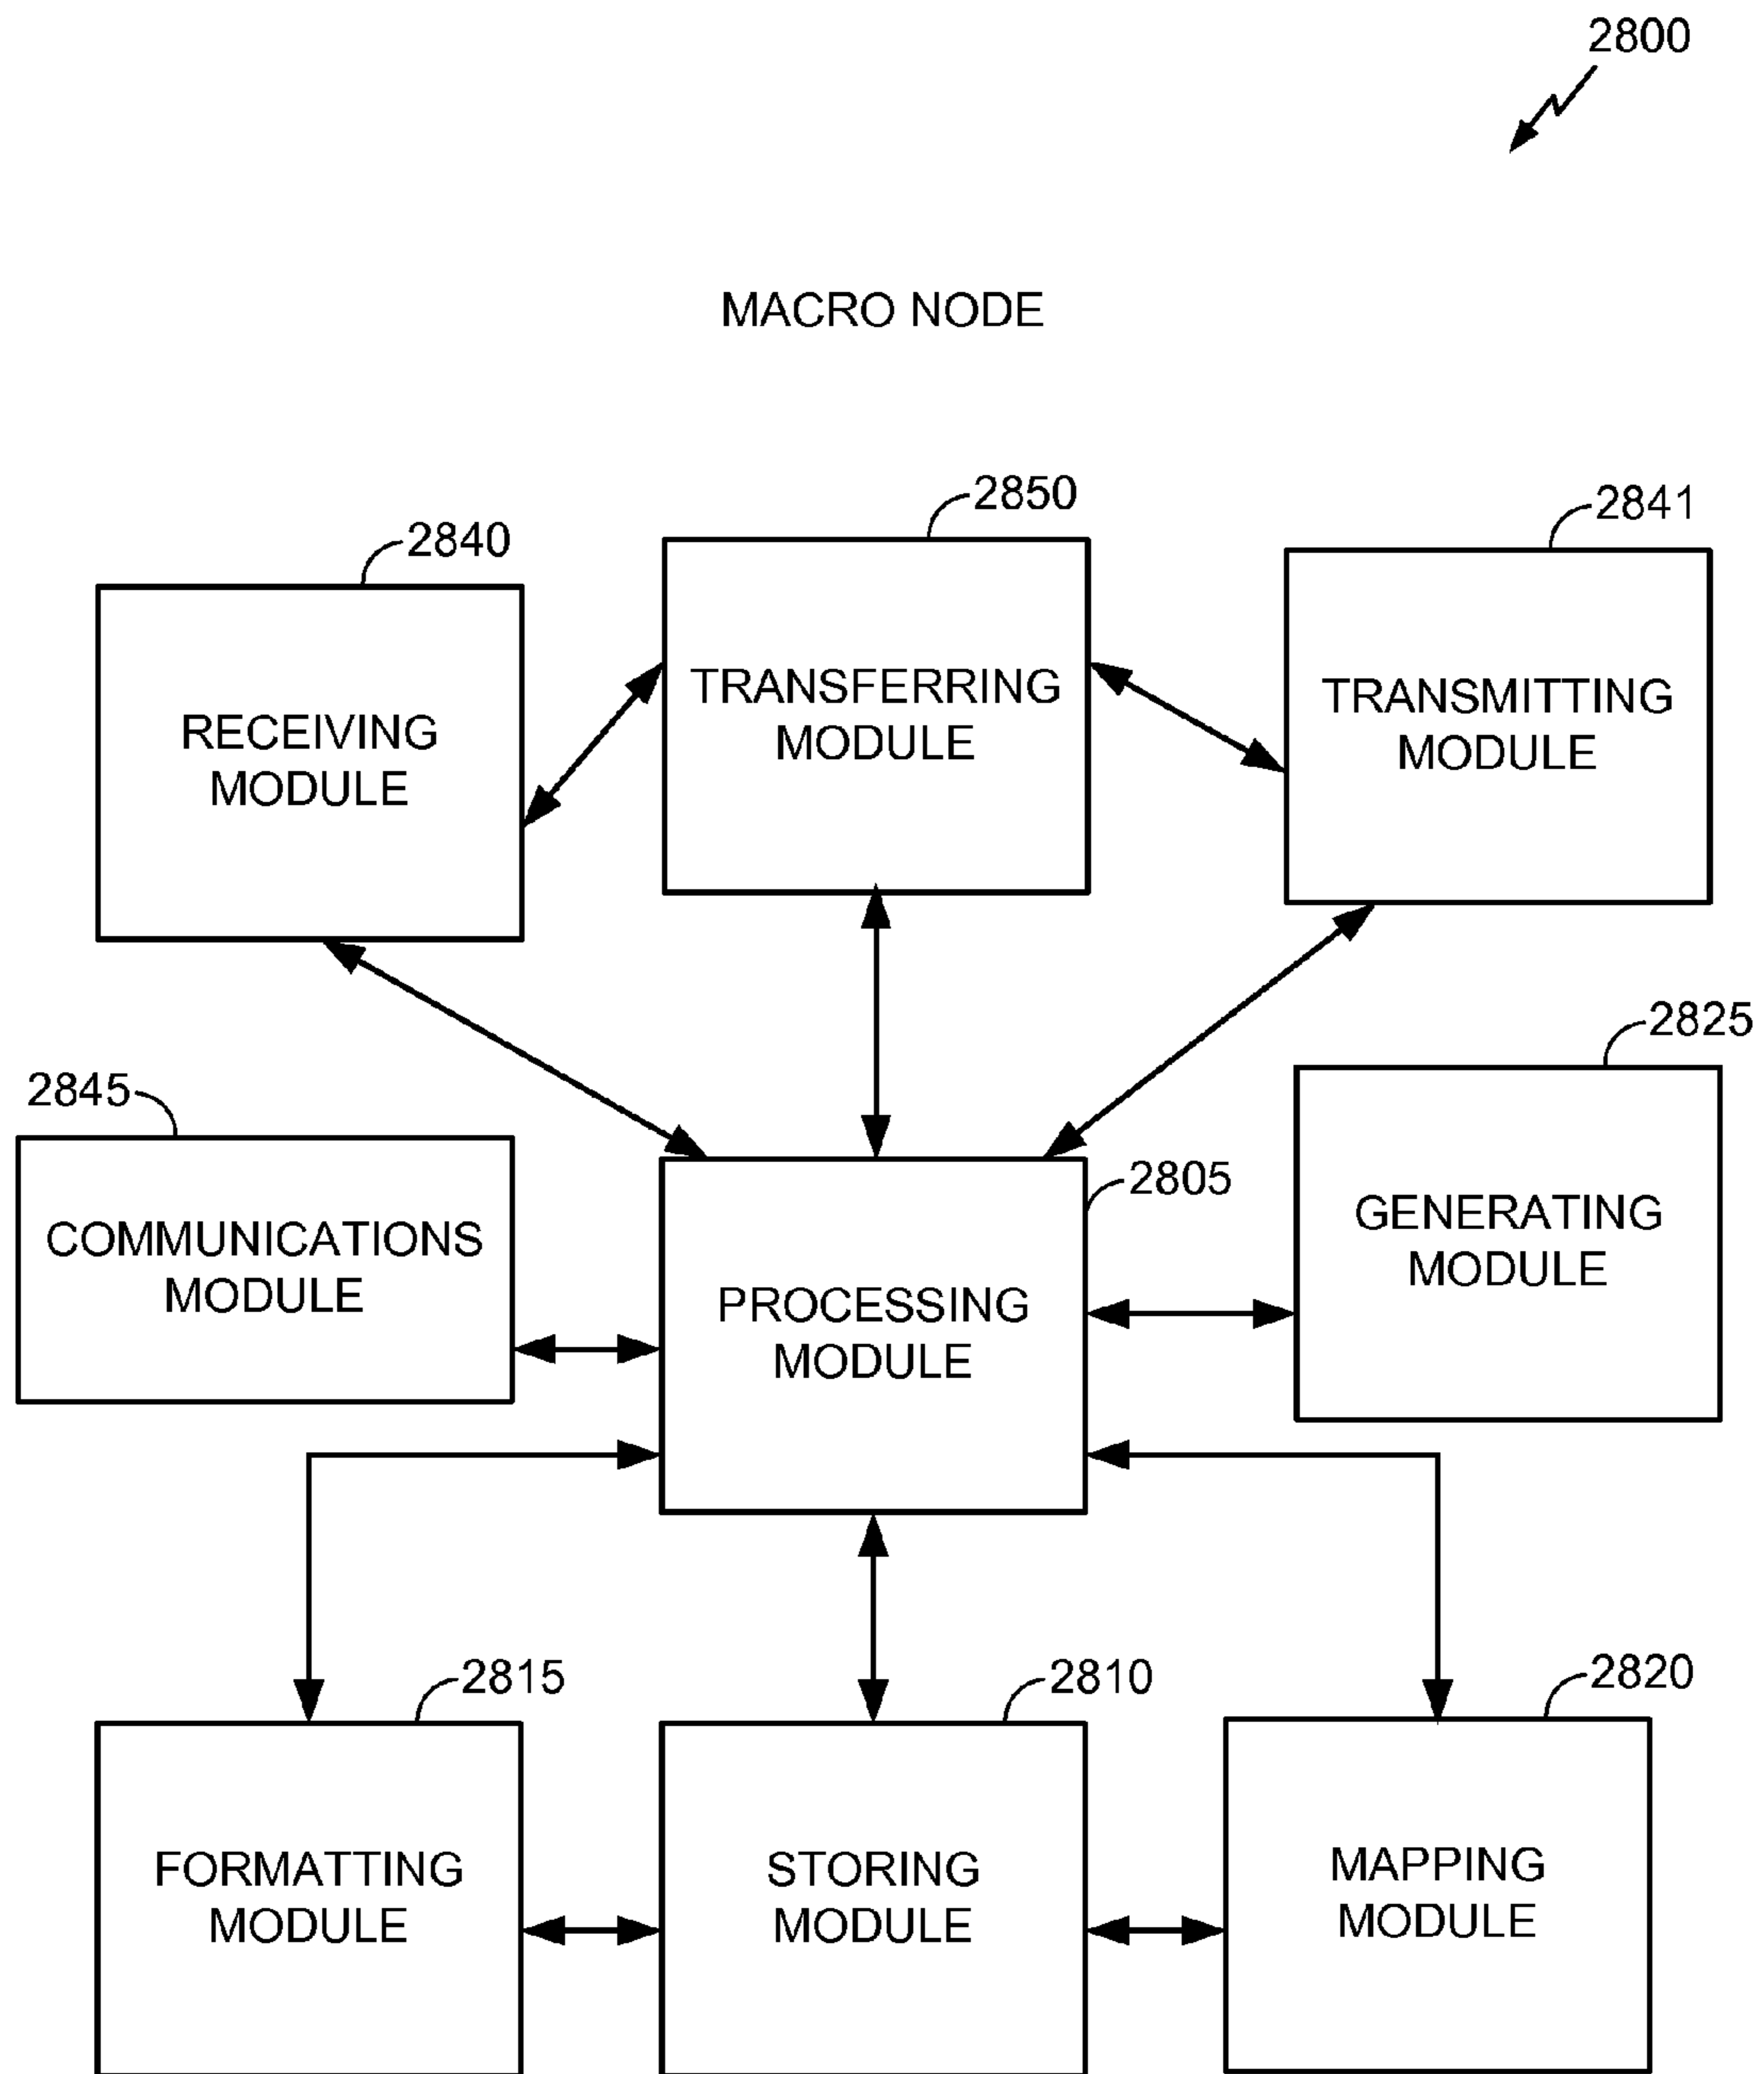 2800
MACRO NODE
2850
2841
2840
TRANSFERRING
MODULE
TRANSMITTING
MODULE
RECEIVING
MODULE
2825
2845
2805
GENERATING
MODULE
COMMUNICATIONS
MODULE
PROCESSING
MODULE
2815
2810
2820
FORMATTING
MODULE
STORING
MODULE
MAPPING
MODULE